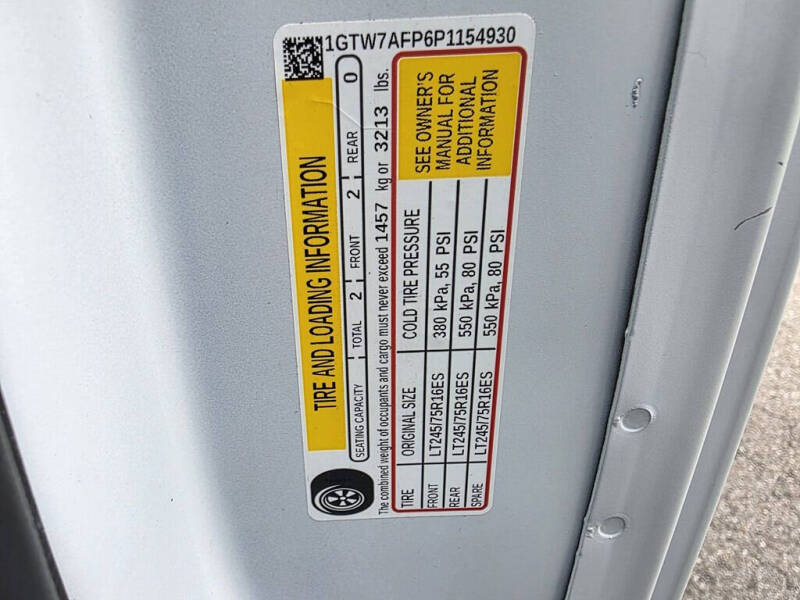 1GTW7AFP6P1154930
TIRE AND LOADING INFORMATION
SEATING CAPACITY TOTAL 2 FRONT 2 REAR 0
The combined weight of occupants and cargo must never exceed 1457 kg or 3213 lbs.
TIRE ORIGINAL SIZE COLD TIRE PRESSURE
FRONT LT245/75R16ES 380 kPa, 55 PSI
REAR LT245/75R16ES 550 kPa, 80 PSI
SPARE LT245/75R16ES 550 kPa, 80 PSI
SEE OWNER'S
MANUAL FOR
ADDITIONAL
INFORMATION